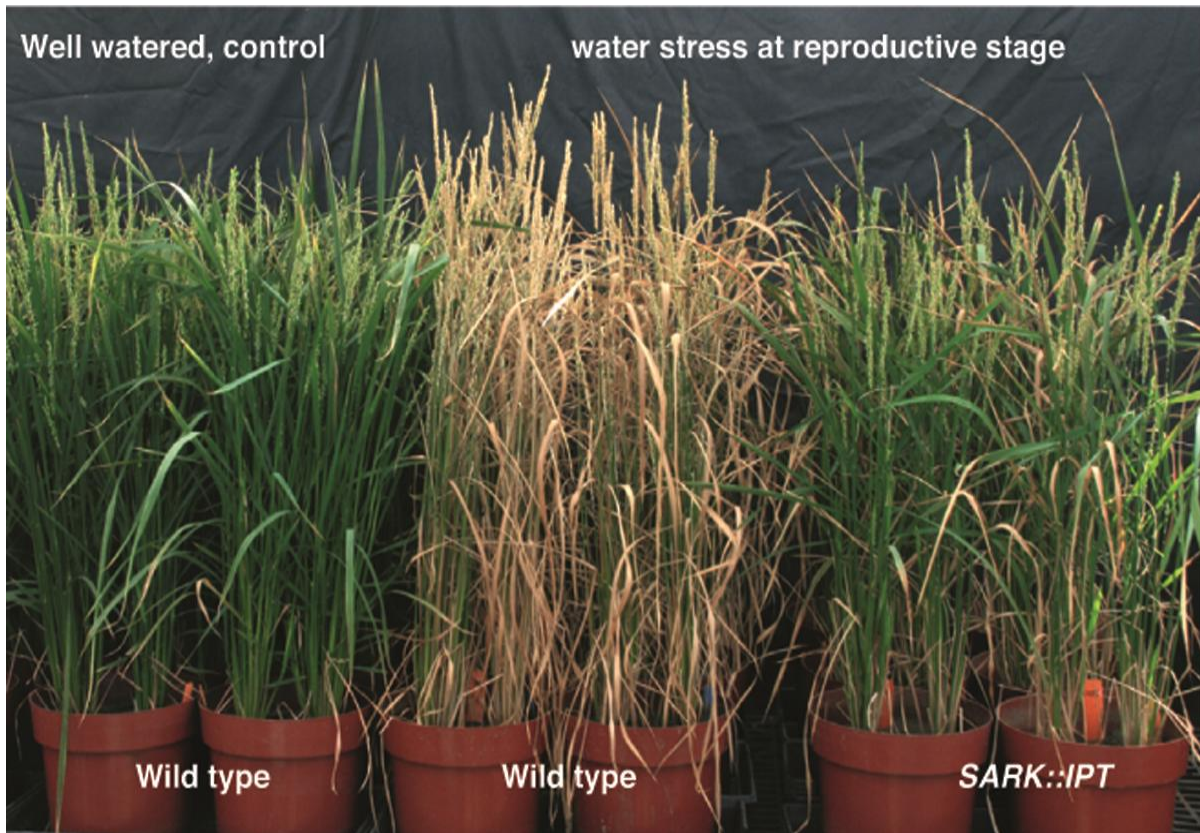 Well watered, control
water stress at reproductive stage
Wild type
Wild type
SARK::IPT